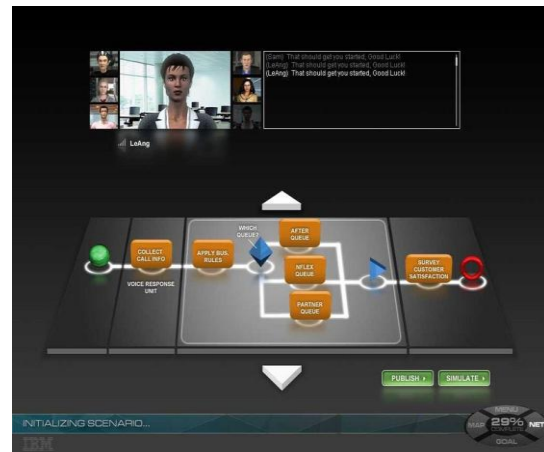 (Sam) That should get you started, Good Luck!
(LeAng) That should get you started, Good Luck!
(LeAng) That should get you started, Good Luck!
LeAng
WHICH
QUEUE?
COLLECT
CALL INFO
APPLY BUS.
RULES
AFTER
QUEUE
NFLEX
QUEUE
PARTNER
QUEUE
SURVEY
CUSTOMER
SATISFACTION
VOICE RESPONSE
UNIT
PUBLISH
SIMULATE
INITIALIZING SCENARIO...
MENU
MAP
29%
COMPLETE
NET
GOAL
IBM